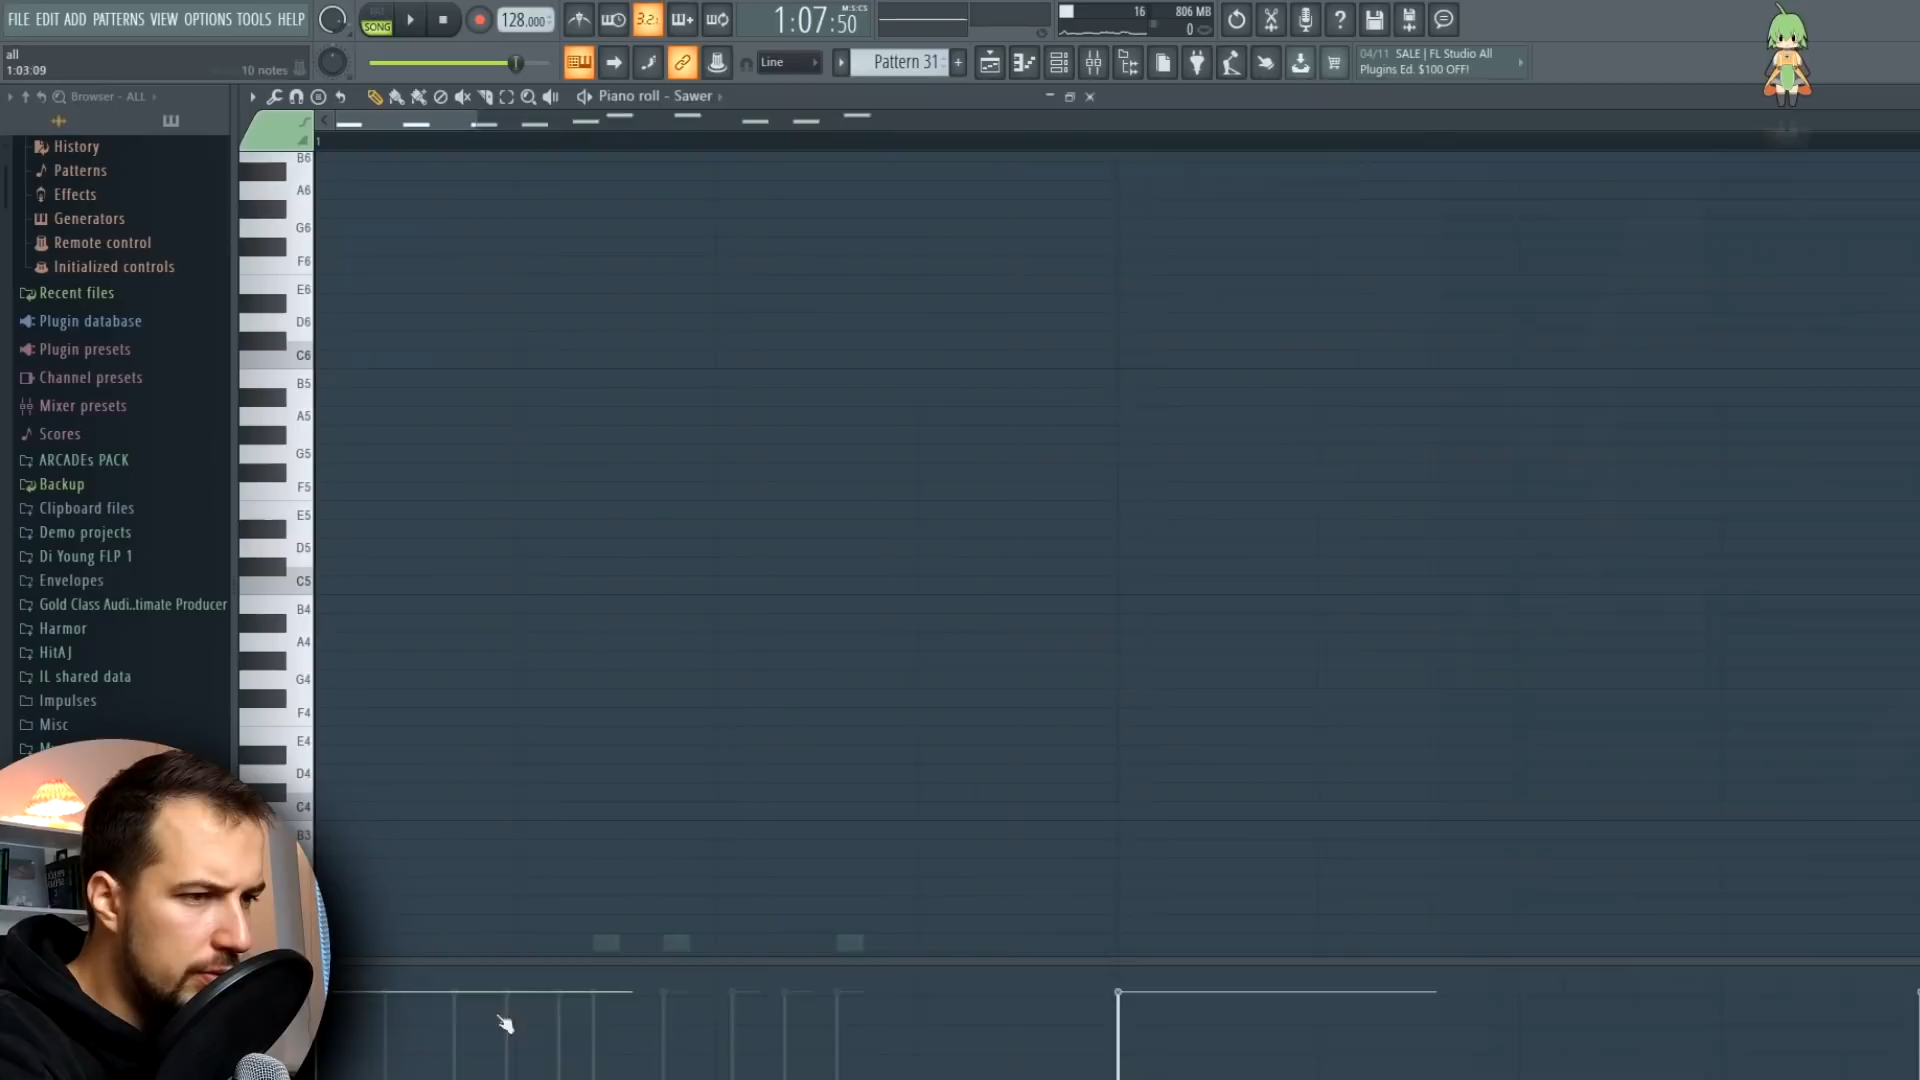 FILE EDIT ADD PATTERNS VIEW OPTIONS TOOLS HELP
PAT
SONG
128.000
3.2:
1:07:50
M:S:CS
16
806 MB
0
all
1:03:09
10 notes
Line
Pattern 31
04/11 SALE | FL Studio All
Plugins Ed. $100 OFF!
Browser - ALL
Piano roll - Sawer
1
History
Patterns
Effects
Generators
Remote control
Initialized controls
Recent files
Plugin database
Plugin presets
Channel presets
Mixer presets
Scores
ARCADEs PACK
Backup
Clipboard files
Demo projects
Di Young FLP 1
Envelopes
Gold Class Audi..timate Producer
Harmor
HitAJ
IL shared data
Impulses
Misc
B6
A6
G6
F6
E6
D6
C6
B5
A5
G5
F5
E5
D5
C5
B4
A4
G4
F4
E4
D4
C4
B3